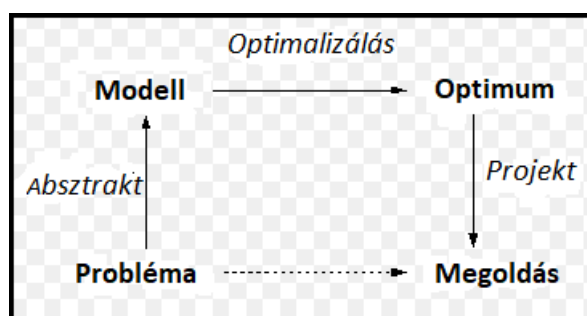 Optimalizálás
Modell
Optimum
Absztrakt
Projekt
Probléma
Megoldás